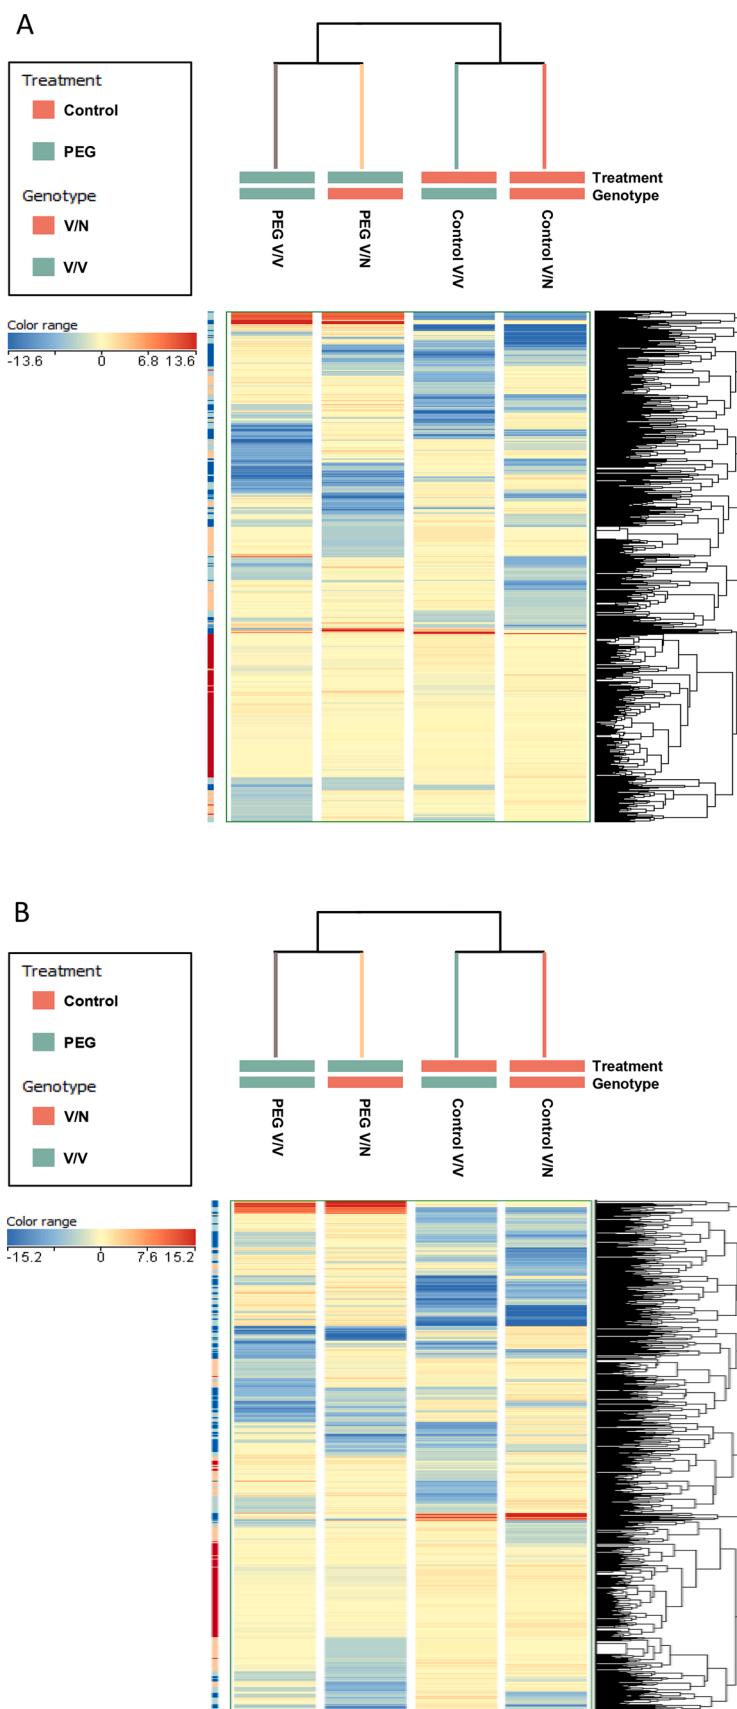 A
Treatment
Control
PEG
Genotype
V/N
V/V
Treatment
Genotype
PEG V/V
PEG V/N
Control V/V
Control V/N
Color range
-13.6 0 6.8 13.6
B
Treatment
Control
PEG
Genotype
V/N
V/V
Treatment
Genotype
PEG V/V
PEG V/N
Control V/V
Control V/N
Color range
-15.2 0 7.6 15.2